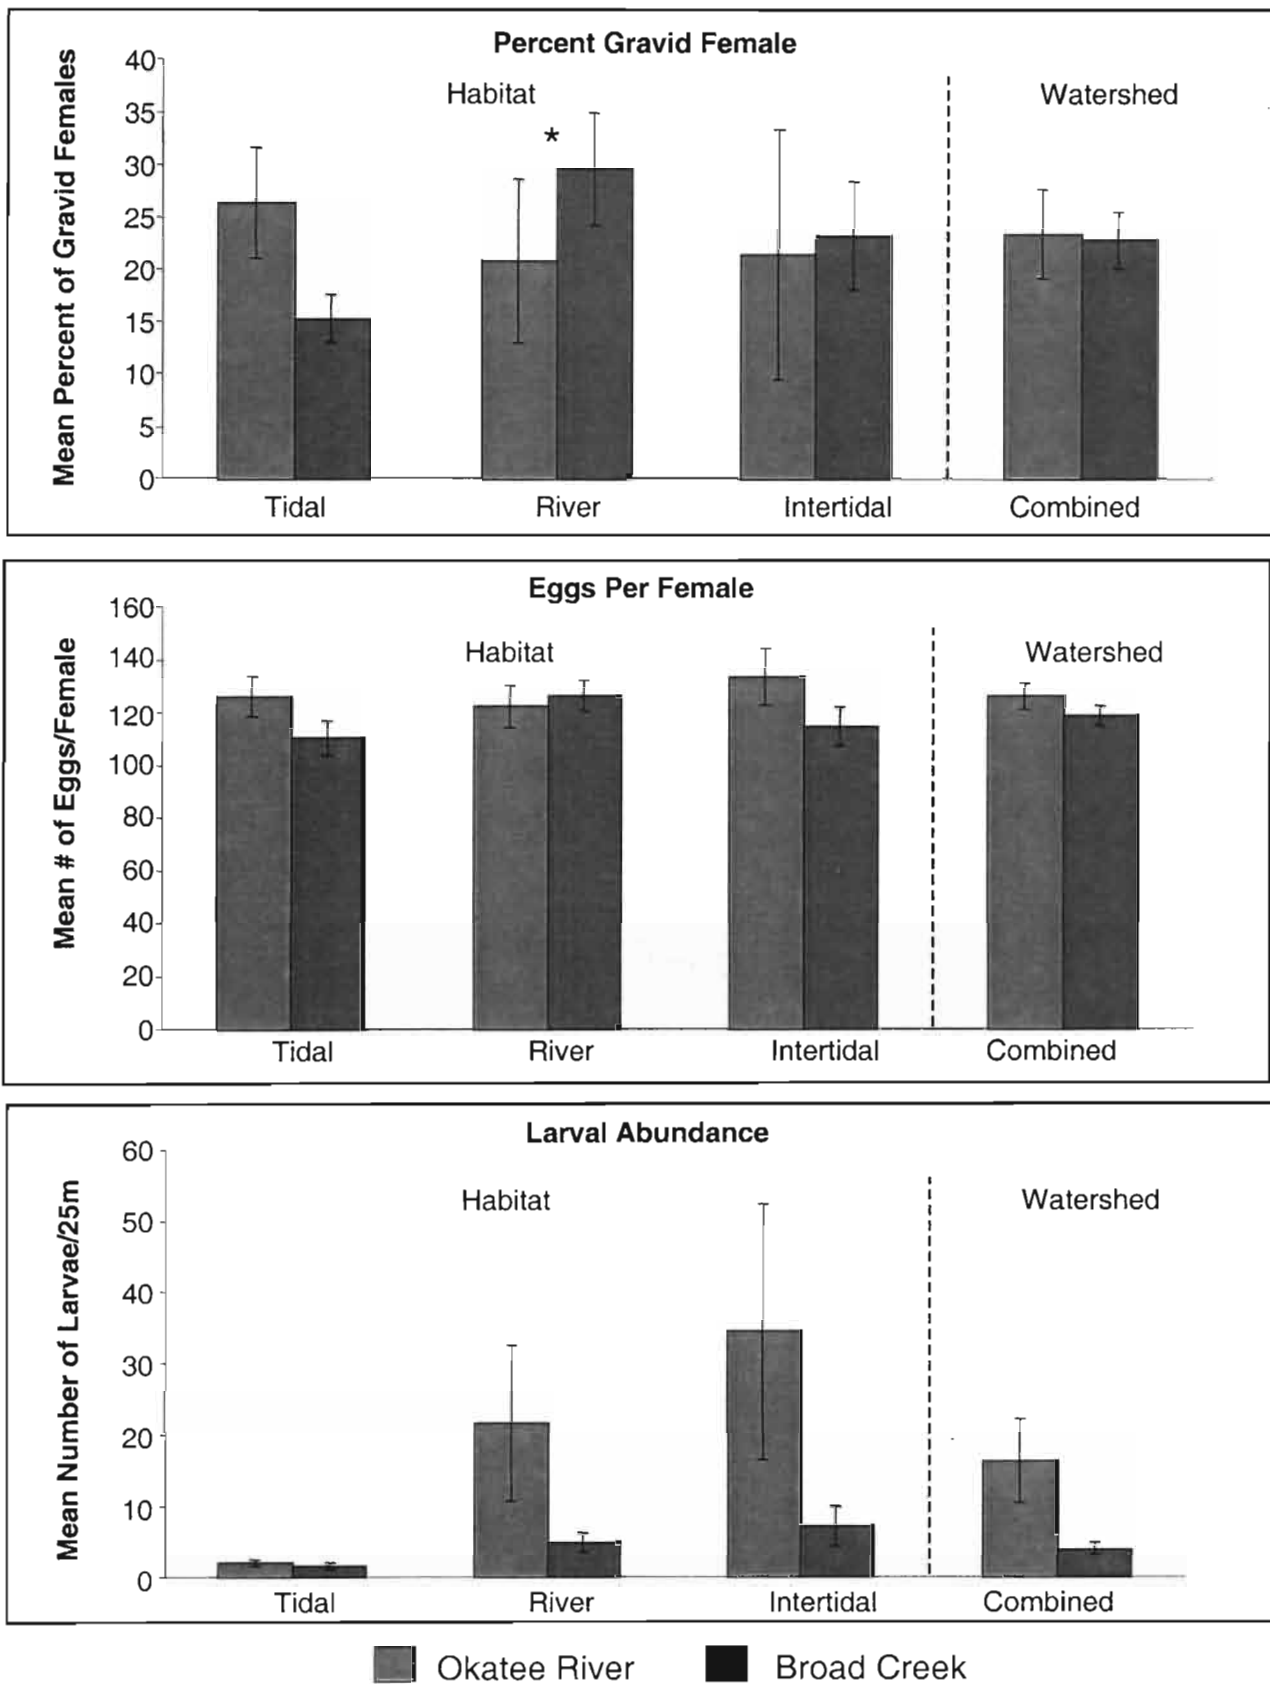 Percent Gravid Female
Mean Percent of Gravid Females
40
35
30
25
20
15
10
5
0
Habitat
Watershed
*
Tidal River Intertidal Combined
Eggs Per Female
Mean # of Eggs/Female
160
140
120
100
80
60
40
20
0
Habitat
Watershed
Tidal River Intertidal Combined
Larval Abundance
Mean Number of Larvae/25m
60
50
40
30
20
10
0
Habitat
Watershed
Tidal River Intertidal Combined
Okatee River Broad Creek